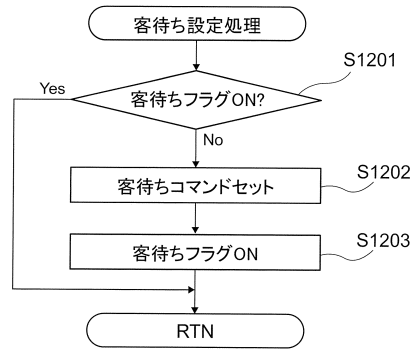 客待ち設定処理
S1201
Yes
客待ちフラグON?
No
S1202
客待ちコマンドセット
S1203
客待ちフラグON
RTN